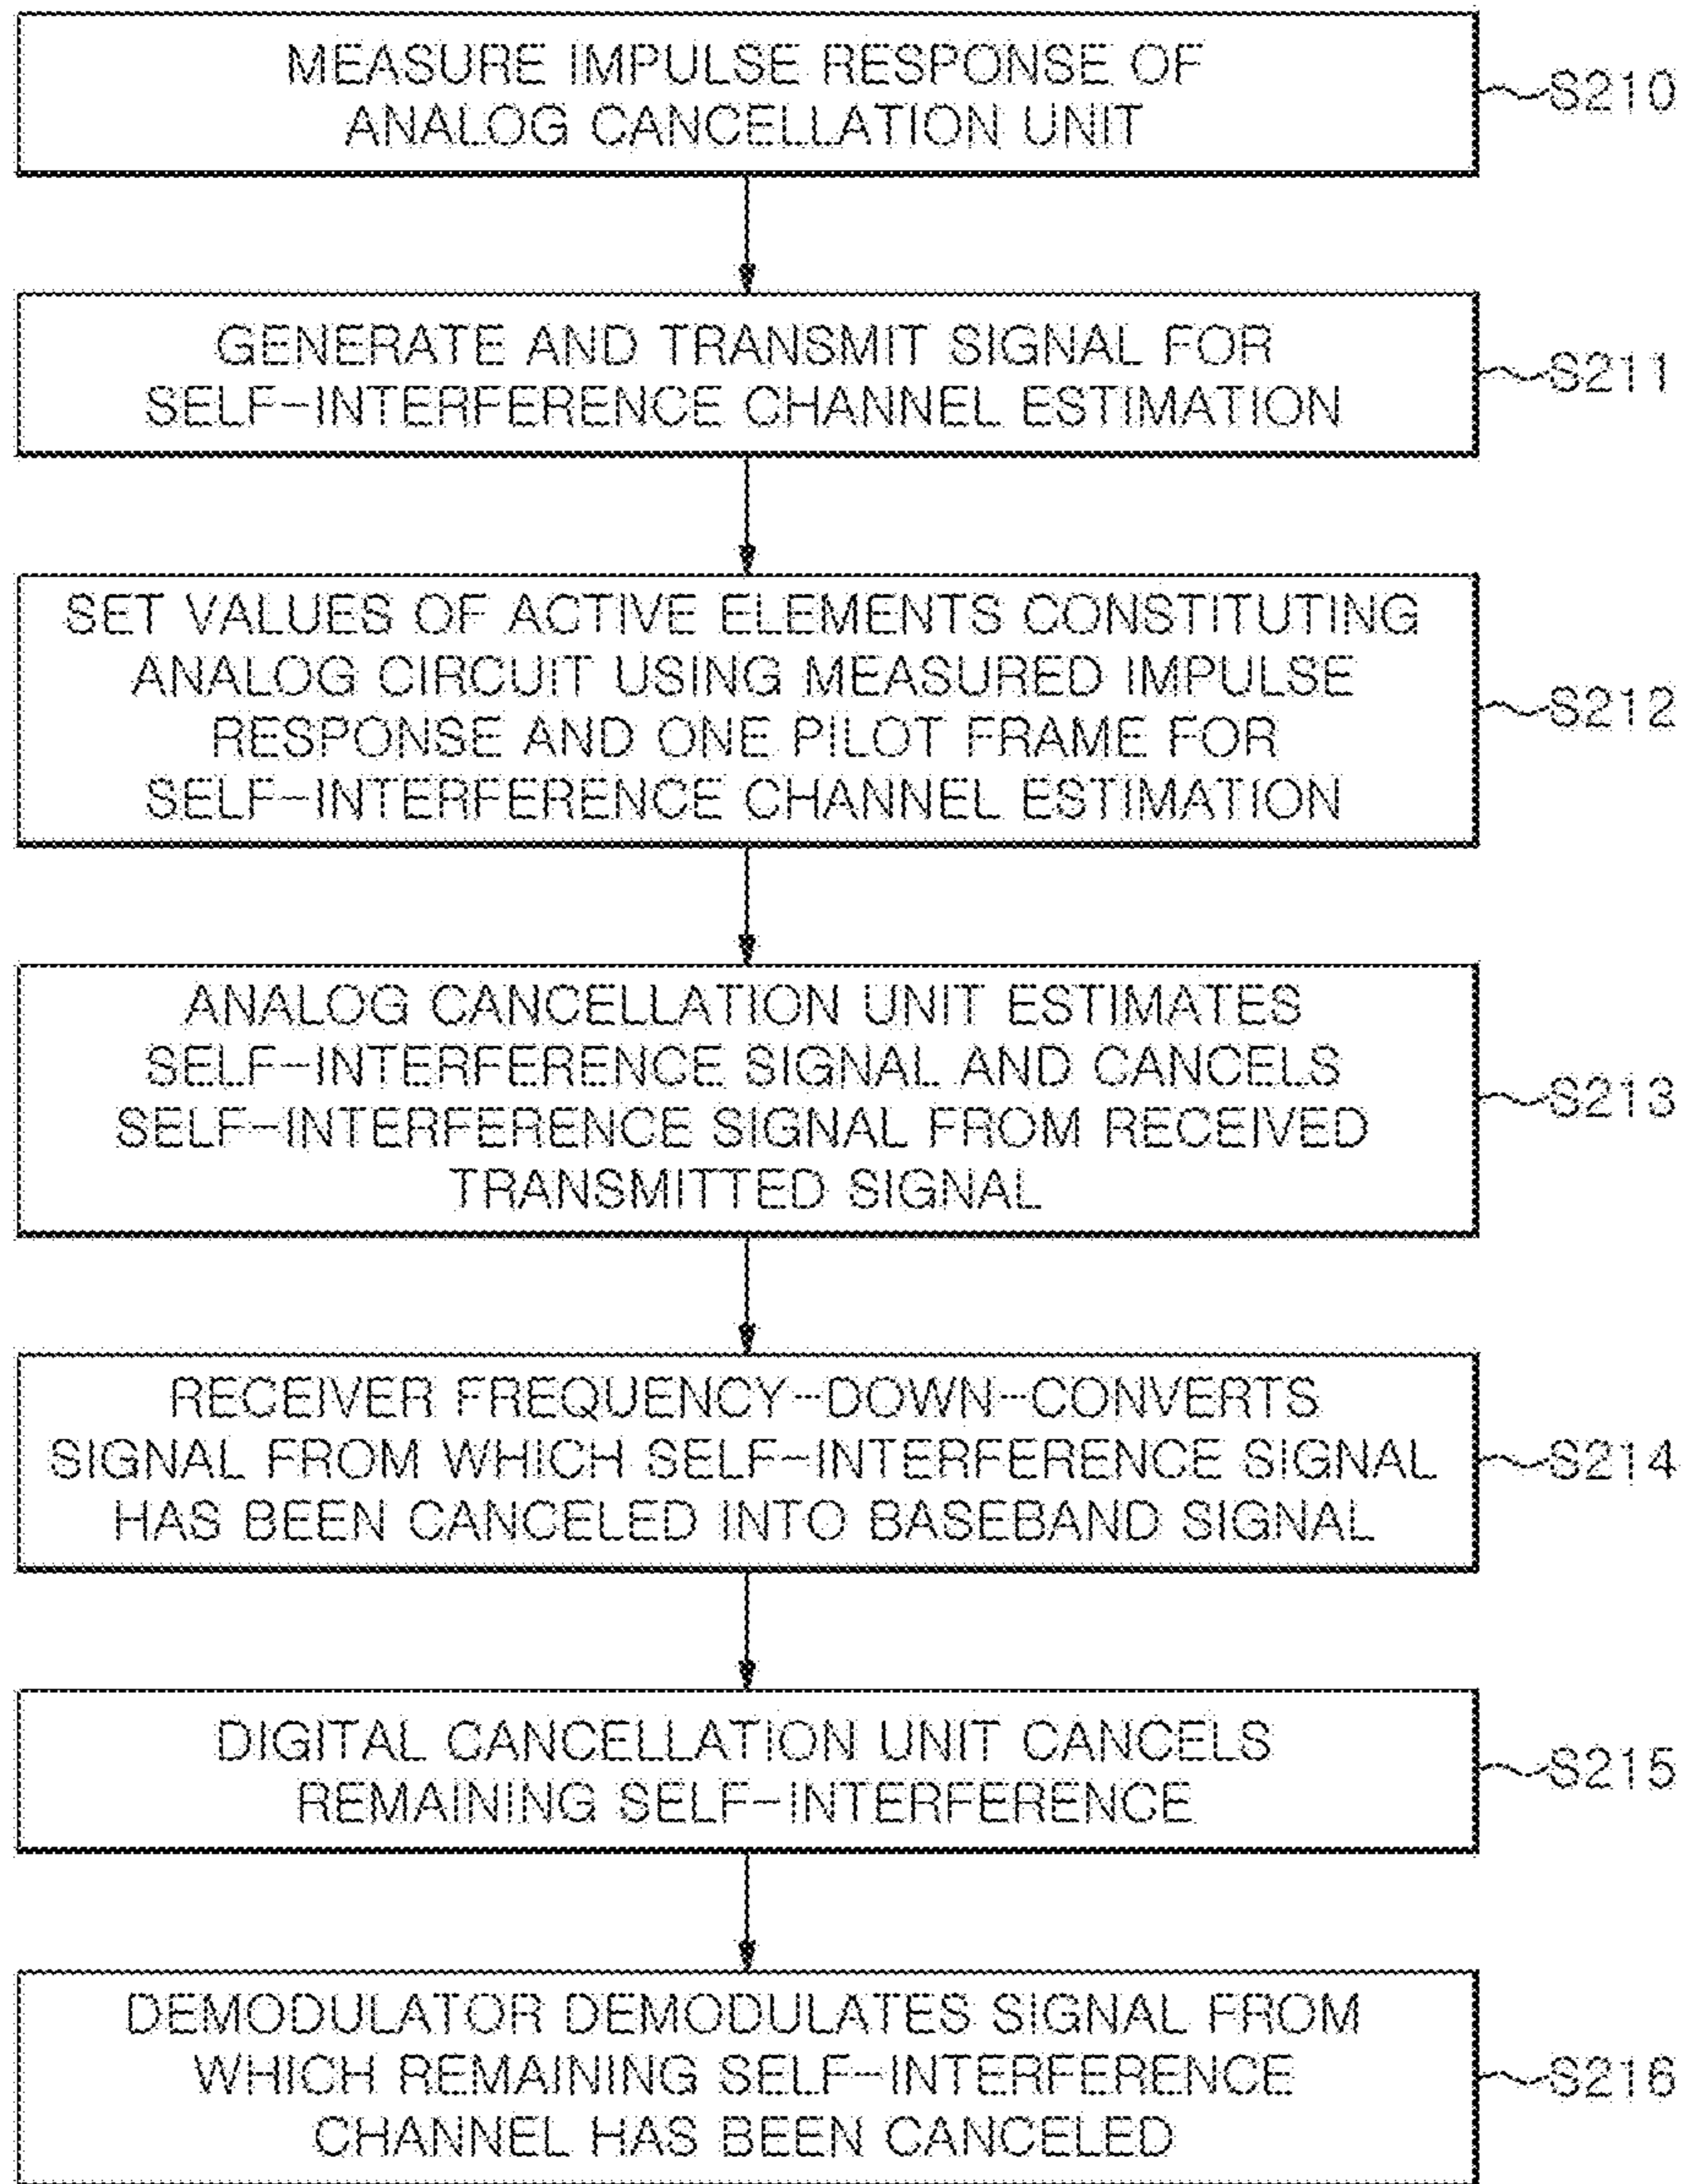 MEASURE IMPULSE RESPONSE OF
ANALOG CANCELLATION UNIT
S210
GENERATE AND TRANSMIT SIGNAL FOR
SELF-INTERFERENCE CHANNEL ESTIMATION
S211
SET VALUES OF ACTIVE ELEMENTS CONSTITUTING
ANALOG CIRCUIT USING MEASURED IMPULSE
RESPONSE AND ONE PILOT FRAME FOR
SELF-INTERFERENCE CHANNEL ESTIMATION
S212
ANALOG CANCELLATION UNIT ESTIMATES
SELF-INTERFERENCE SIGNAL AND CANCELS
SELF-INTERFERENCE SIGNAL FROM RECEIVED
TRANSMITTED SIGNAL
S213
RECEIVER FREQUENCY-DOWN-CONVERTS
SIGNAL FROM WHICH SELF-INTERFERENCE SIGNAL
HAS BEEN CANCELED INTO BASEBAND SIGNAL
S214
DIGITAL CANCELLATION UNIT CANCELS
REMAINING SELF-INTERFERENCE
S215
DEMODULATOR DEMODULATES SIGNAL FROM
WHICH REMAINING SELF-INTERFERENCE
CHANNEL HAS BEEN CANCELED
S216